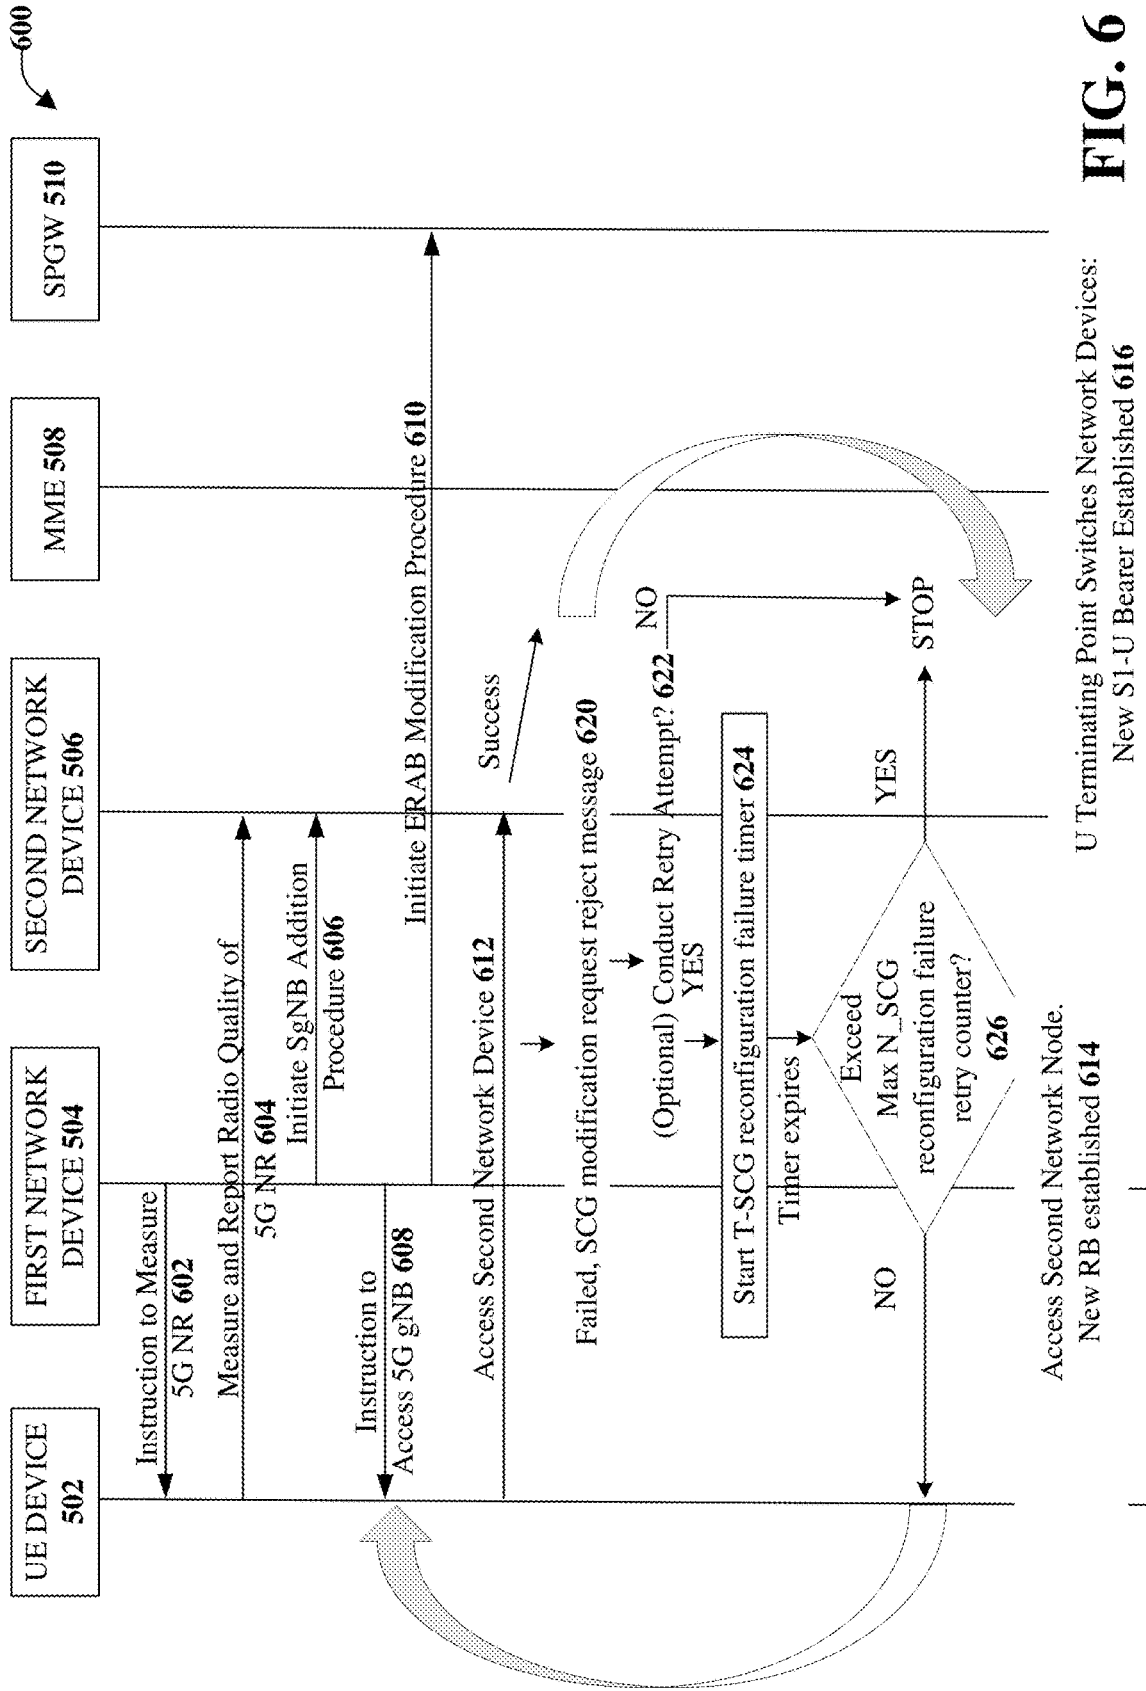 600
UE DEVICE
502
FIRST NETWORK
DEVICE 504
SECOND NETWORK
DEVICE 506
MME 508
SPGW 510
Instruction to Measure
5G NR 602
Measure and Report Radio Quality of
5G NR 604
Initiate SgNB Addition
Procedure 606
Instruction to
Access 5G gNB 608
Initiate ERAB Modification Procedure 610
Access Second Network Device 612
Success
Failed, SCG modification request reject message 620
(Optional) Conduct Retry Attempt? 622
NO
YES
Start T-SCG reconfiguration failure timer 624
Timer expires
Exceed
Max N_SCG
reconfiguration failure
retry counter?
626
NO
YES
STOP
Access Second Network Node.
New RB established 614
U Terminating Point Switches Network Devices:
New S1-U Bearer Established 616
FIG. 6